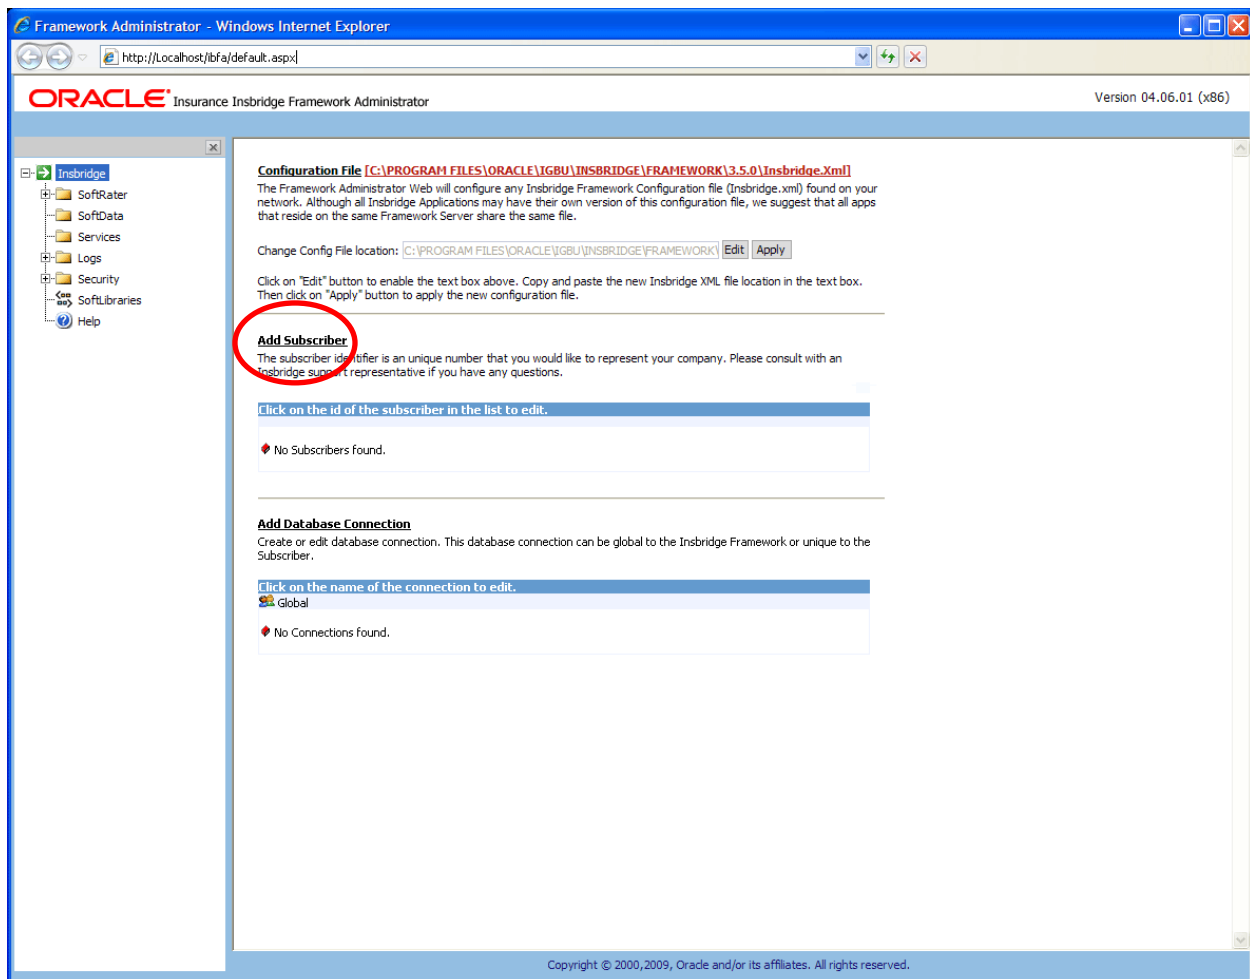 Framework Administrator - Windows Internet Explorer
http://Localhost/ibfa/default.aspx
ORACLE Insurance Insbridge Framework Administrator
Version 04.06.01 (x86)
Insbridge
SoftRater
SoftData
Services
Logs
Security
SoftLibraries
Help
Configuration File [C:\PROGRAM FILES\ORACLE\IGBU\INSBRIDGE\FRAMEWORK\3.5.0\Insbridge.Xml]
The Framework Administrator Web will configure any Insbridge Framework Configuration file (Insbridge.xml) found on your
network. Although all Insbridge Applications may have their own version of this configuration file, we suggest that all apps
that reside on the same Framework Server share the same file.
Change Config File location: C:\PROGRAM FILES\ORACLE\IGBU\INSBRIDGE\FRAMEWORK\ Edit Apply
Click on "Edit" button to enable the text box above. Copy and paste the new Insbridge XML file location in the text box.
Then click on "Apply" button to apply the new configuration file.
Add Subscriber
The subscriber identifier is an unique number that you would like to represent your company. Please consult with an
Insbridge support representative if you have any questions.
Click on the id of the subscriber in the list to edit.
No Subscribers found.
Add Database Connection
Create or edit database connection. This database connection can be global to the Insbridge Framework or unique to the
Subscriber.
Click on the name of the connection to edit.
Global
No Connections found.
Copyright © 2000,2009, Oracle and/or its affiliates. All rights reserved.